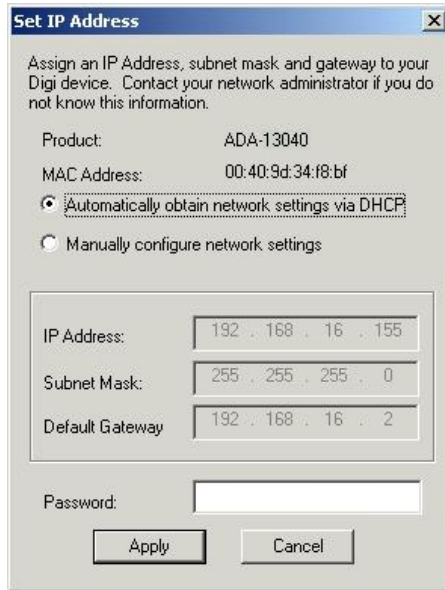 Set IP Address
Assign an IP Address, subnet mask and gateway to your
Digi device. Contact your network administrator if you do
not know this information.
Product: ADA-13040
MAC Address: 00:40:9d:34:f8:bf
Automatically obtain network settings via DHCP
Manually configure network settings
IP Address: 192 . 168 . 16 . 155
Subnet Mask: 255 . 255 . 255 . 0
Default Gateway 192 . 168 . 16 . 2
Password:
Apply Cancel